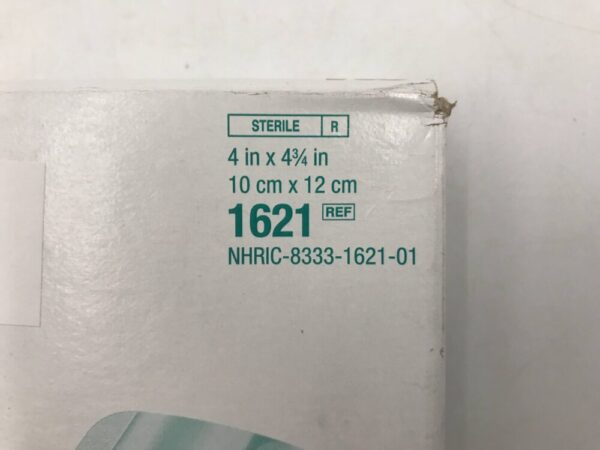 STERILE R
4 in x 4¾ in
10 cm x 12 cm
1621 REF
NHRIC-8333-1621-01